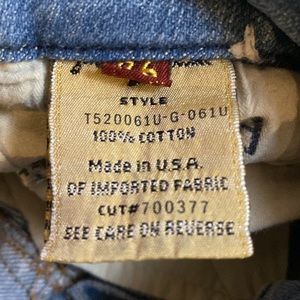 STYLE
T520061U-G-061U
100% COTTON
Made in U.S.A.
OF IMPORTED FABRIC
CUT#700377
SEE CARE ON REVERSE